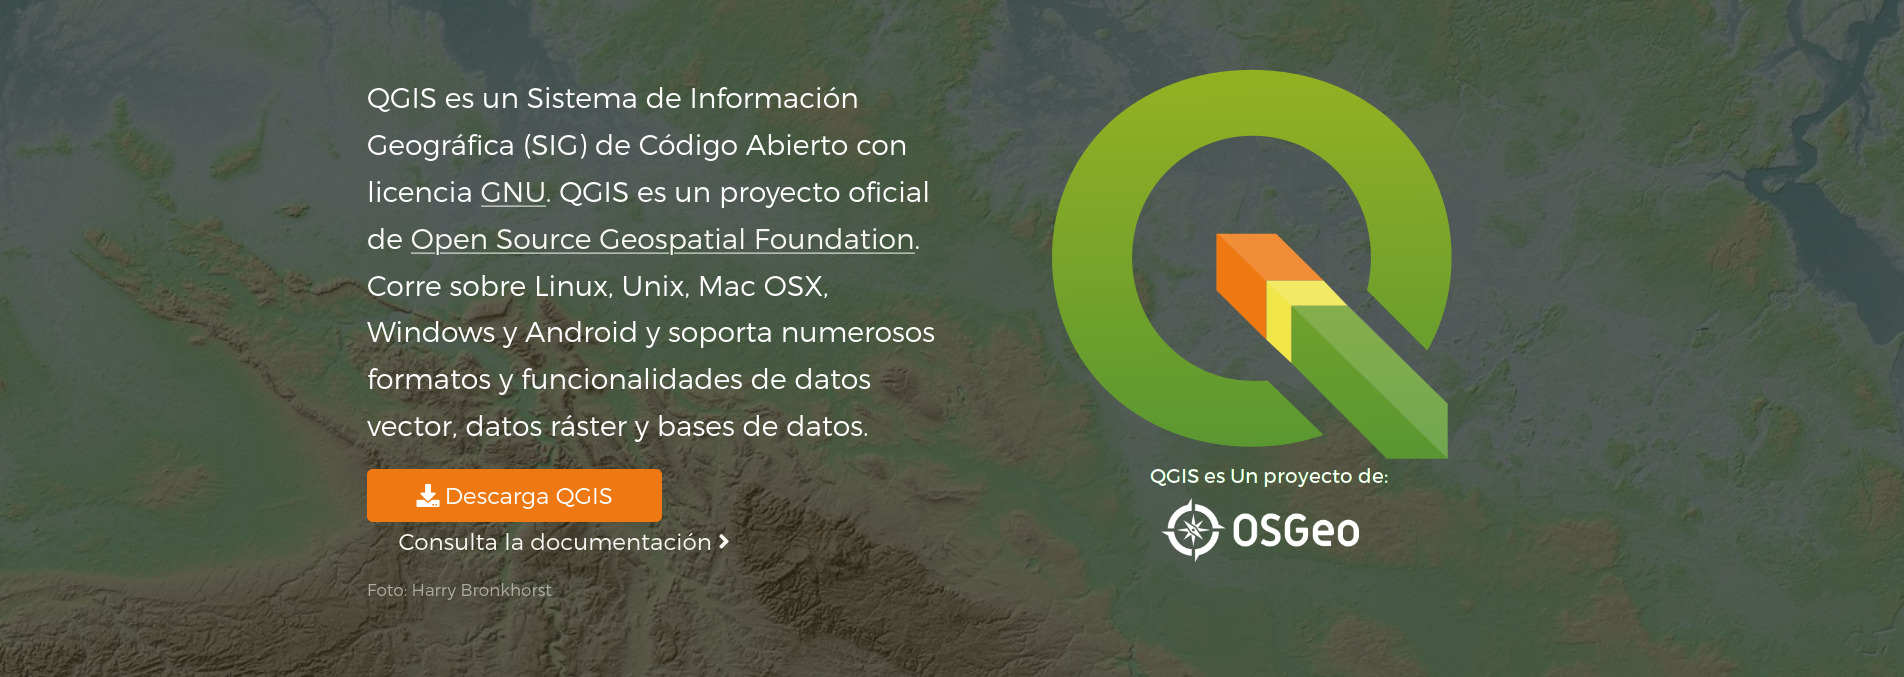 QGIS es un Sistema de Información
Geográfica (SIG) de Código Abierto con
licencia GNU. QGIS es un proyecto oficial
de Open Source Geospatial Foundation.
Corre sobre Linux, Unix, Mac OSX,
Windows y Android y soporta numerosos
formatos y funcionalidades de datos
vector, datos ráster y bases de datos.
Descarga QGIS
Consulta la documentación
Foto: Harry Bronkhorst
QGIS es Un proyecto de:
OSGeo